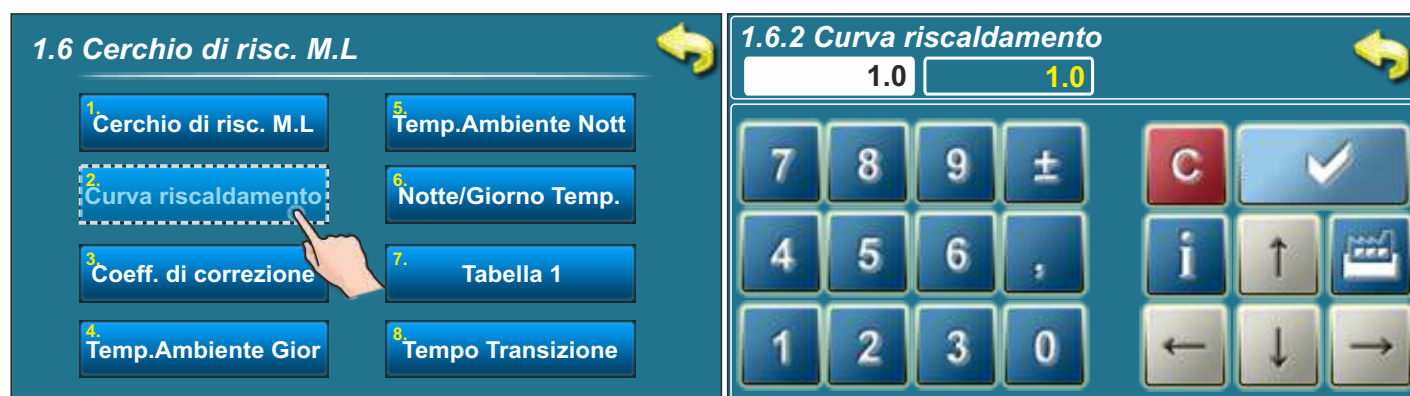 1.6 Cerchio di risc. M.L
1. Cerchio di risc. M.L
2. Curva riscaldamento
3. Coeff. di correzione
4. Temp.Ambiente Gior
5. Temp.Ambiente Nott
6. Notte/Giorno Temp.
7. Tabella 1
8. Tempo Transizione
1.6.2 Curva riscaldamento
1.0 1.0
7 8 9 ± C
4 5 6 , i ↑
1 2 3 0 ← ↓ →